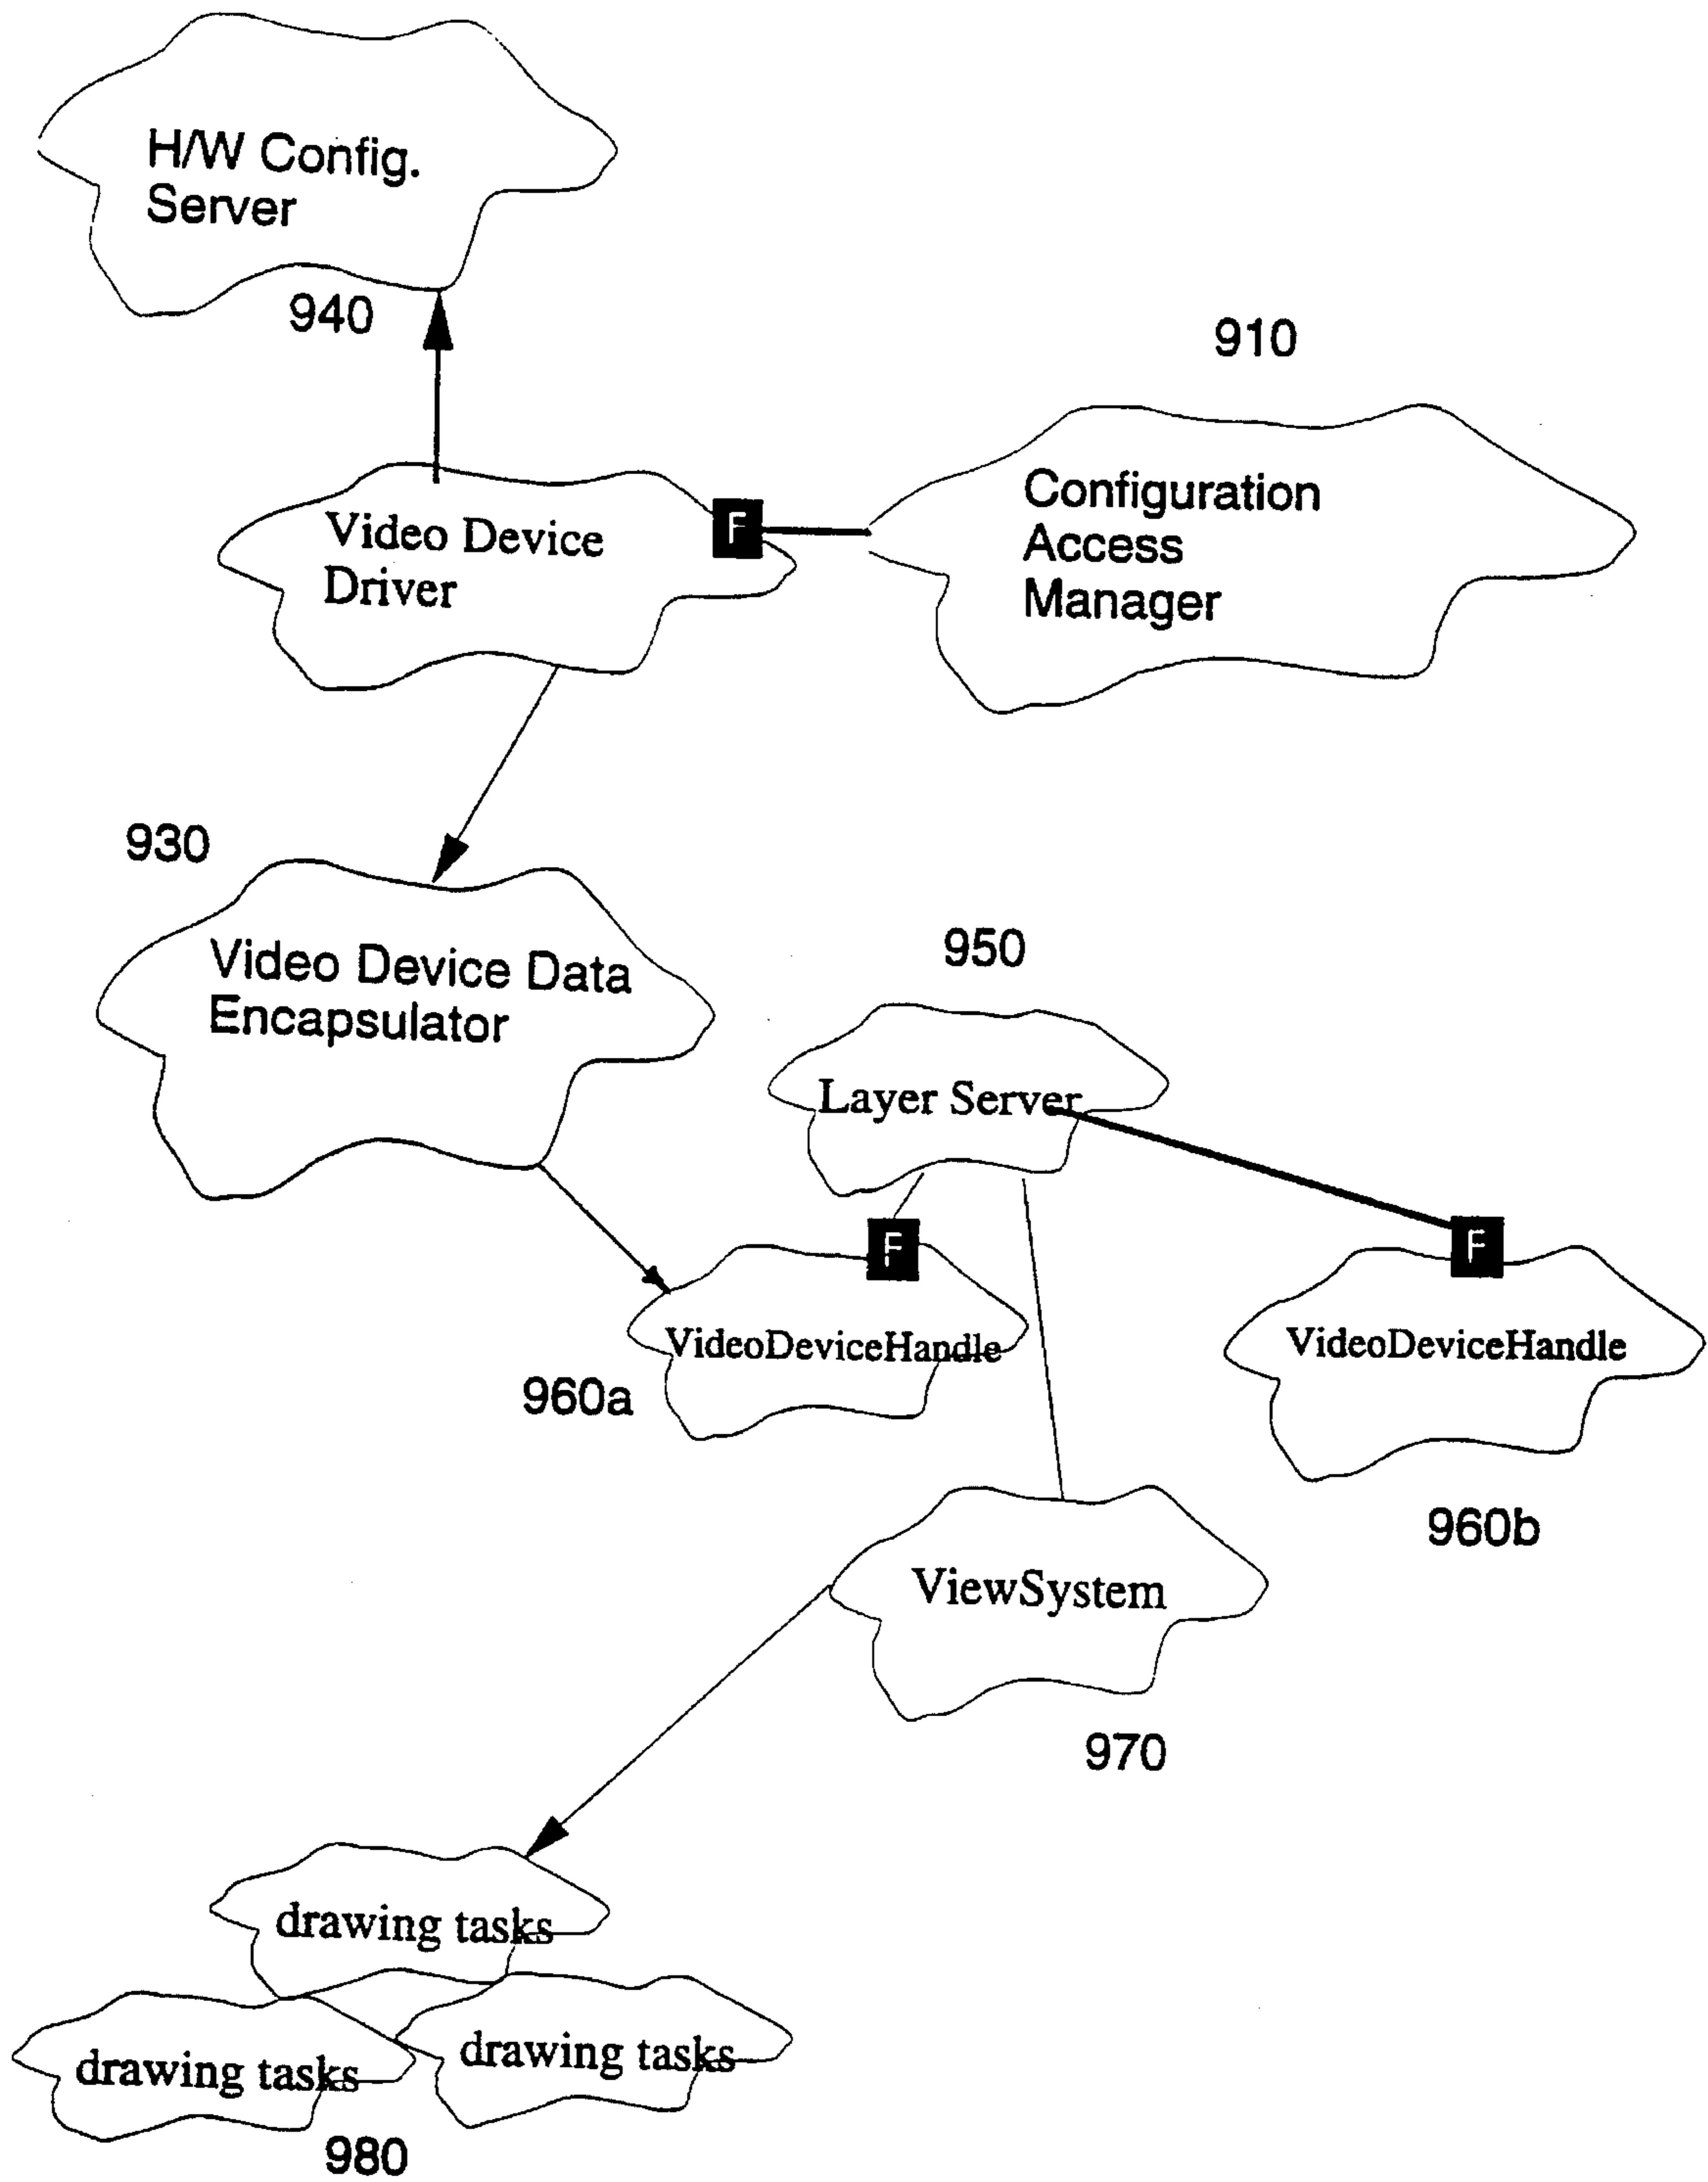 H/W Config.
Server
940
910
Configuration
Access
Manager
F
Video Device
Driver
930
Video Device Data
Encapsulator
950
Layer Server
F
F
VideoDeviceHandle
VideoDeviceHandle
960a
960b
ViewSystem
970
drawing tasks
drawing tasks
drawing tasks
980